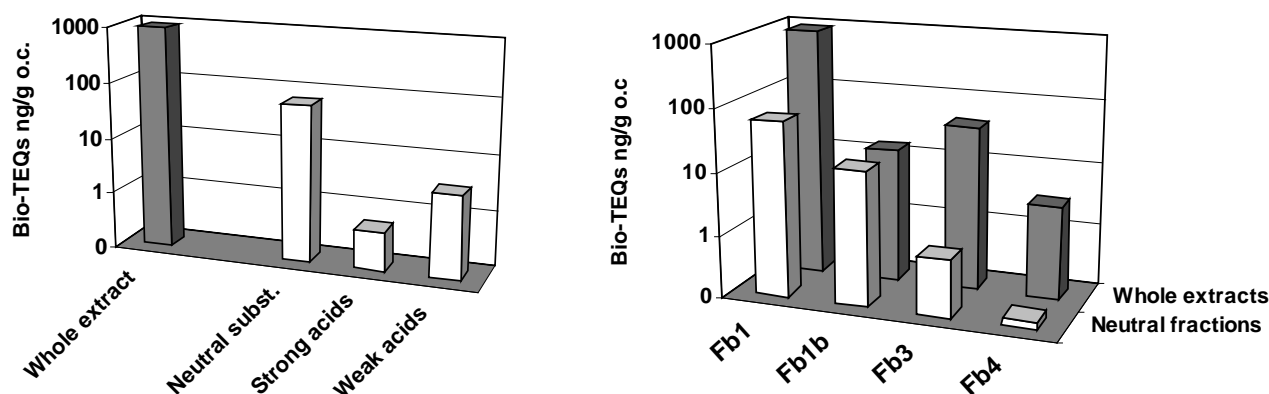 Bio-TEQs ng/g o.c.
1000
100
10
1
0
Whole extract
Neutral subst.
Strong acids
Weak acids
Bio-TEQs ng/g o.c
1000
100
10
1
0
Fb1
Fb1b
Fb3
Fb4
Whole extracts
Neutral fractions